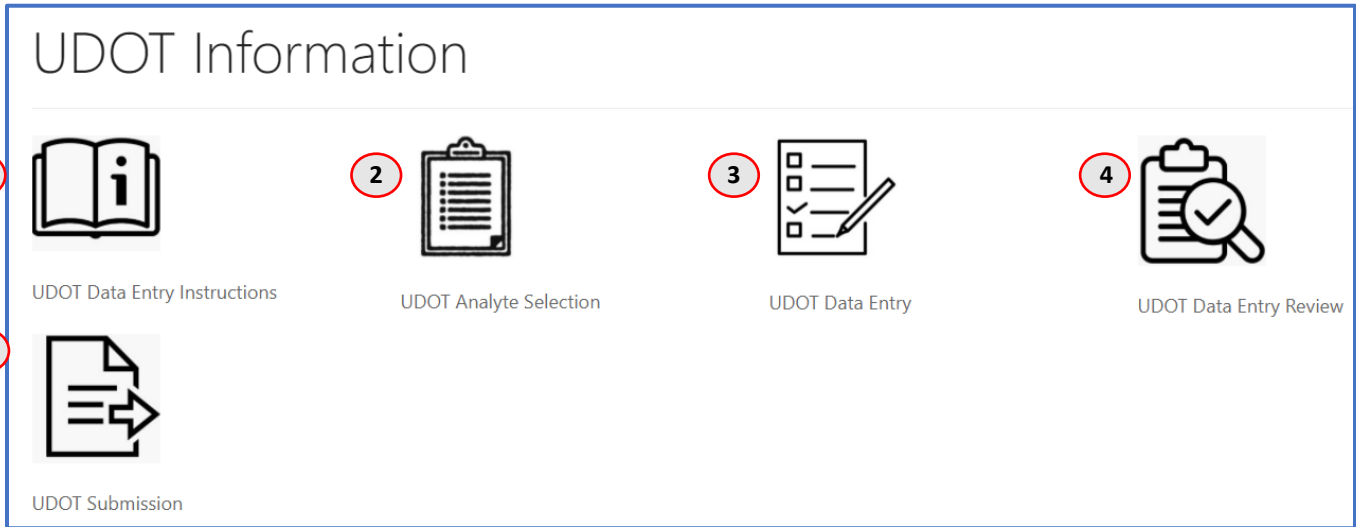 UDOT Information
2
3
4
UDOT Data Entry Instructions
UDOT Analyte Selection
UDOT Data Entry
UDOT Data Entry Review
UDOT Submission